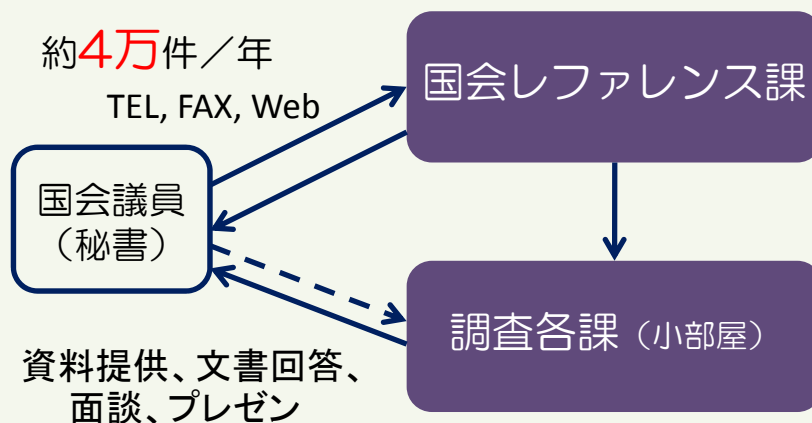 約4万件／年
TEL, FAX, Web
国会レファレンス課
国会議員
（秘書）
調査各課（小部屋）
資料提供、文書回答、
面談、プレゼン